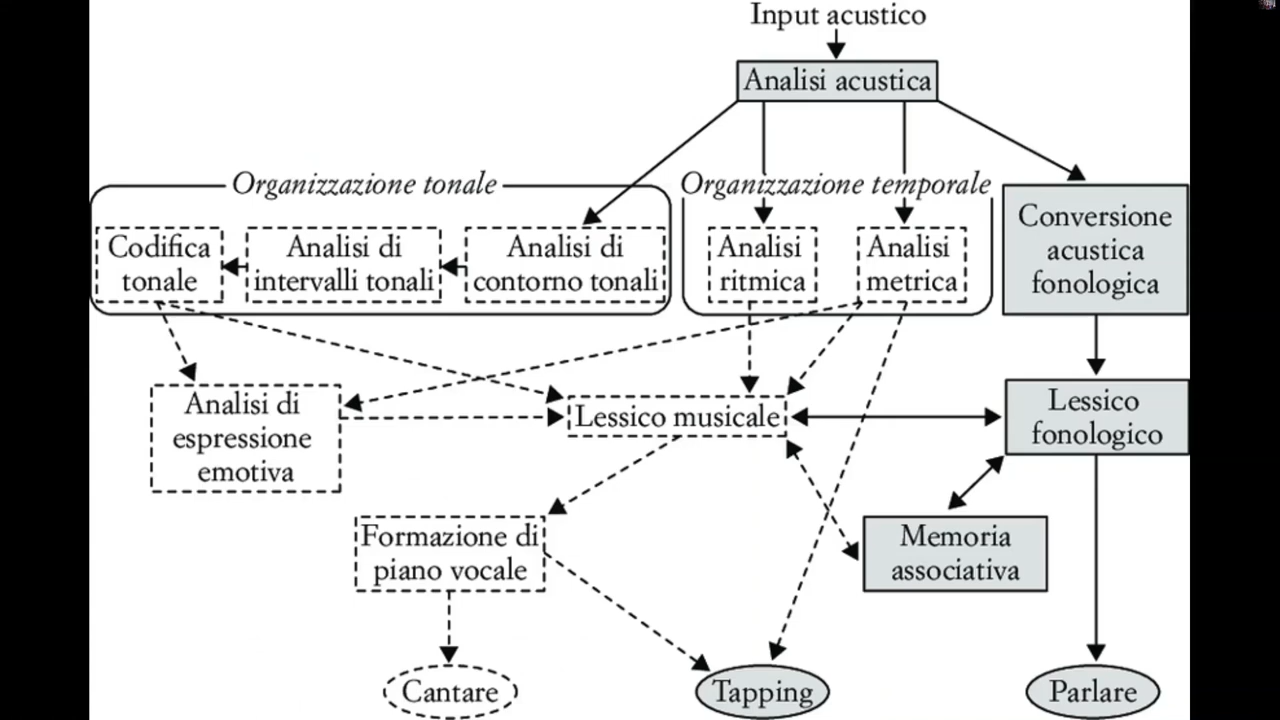 Input acustico
Analisi acustica
Organizzazione tonale
Organizzazione temporale
Codifica
tonale
Analisi di
intervalli tonali
Analisi di
contorno tonali
Analisi
ritmica
Analisi
metrica
Conversione
acustica
fonologica
Analisi di
espressione
emotiva
Lessico musicale
Lessico
fonologico
Formazione di
piano vocale
Memoria
associativa
Cantare
Tapping
Parlare